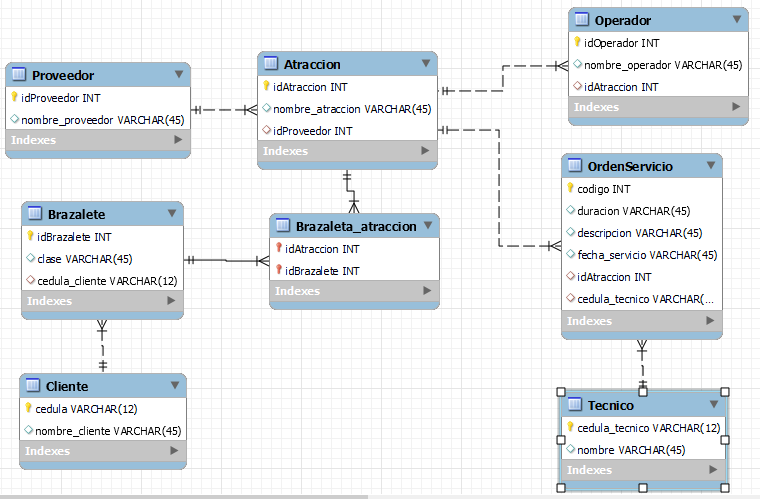 Proveedor
idProveedor INT
nombre_proveedor VARCHAR(45)
Indexes
Atraccion
idAtraccion INT
nombre_atraccion VARCHAR(45)
idProveedor INT
Indexes
Operador
idOperador INT
nombre_operador VARCHAR(45)
idAtraccion INT
Indexes
Brazalete
idBrazalete INT
clase VARCHAR(45)
cedula_cliente VARCHAR(12)
Indexes
Brazaleta_atraccion
idAtraccion INT
idBrazalete INT
Indexes
OrdenServicio
codigo INT
duracion VARCHAR(45)
descripcion VARCHAR(45)
fecha_servicio VARCHAR(45)
idAtraccion INT
cedula_tecnico VARCHAR(...
Indexes
Cliente
cedula VARCHAR(12)
nombre_cliente VARCHAR(45)
Indexes
Tecnico
cedula_tecnico VARCHAR(12)
nombre VARCHAR(45)
Indexes